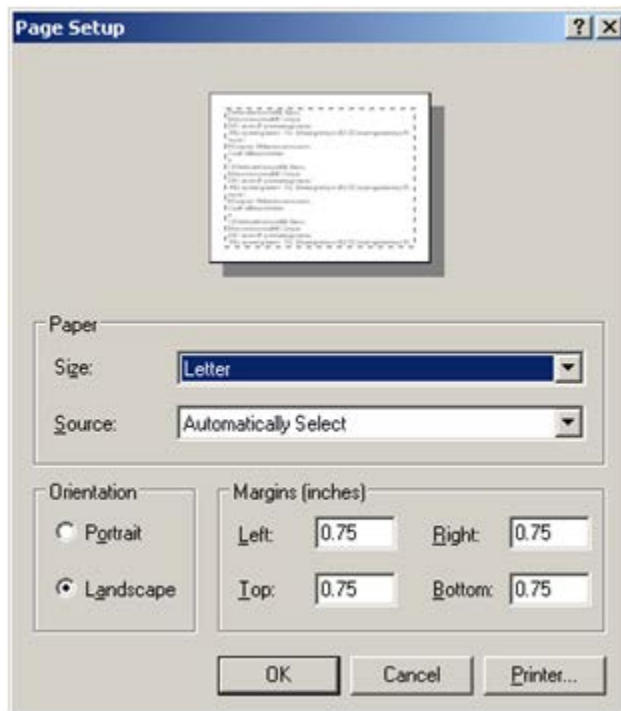 Page Setup
Paper
Size: Letter
Source: Automatically Select
Orientation
Portrait
Landscape
Margins (inches)
Left: 0.75 Right: 0.75
Top: 0.75 Bottom: 0.75
OK Cancel Printer...